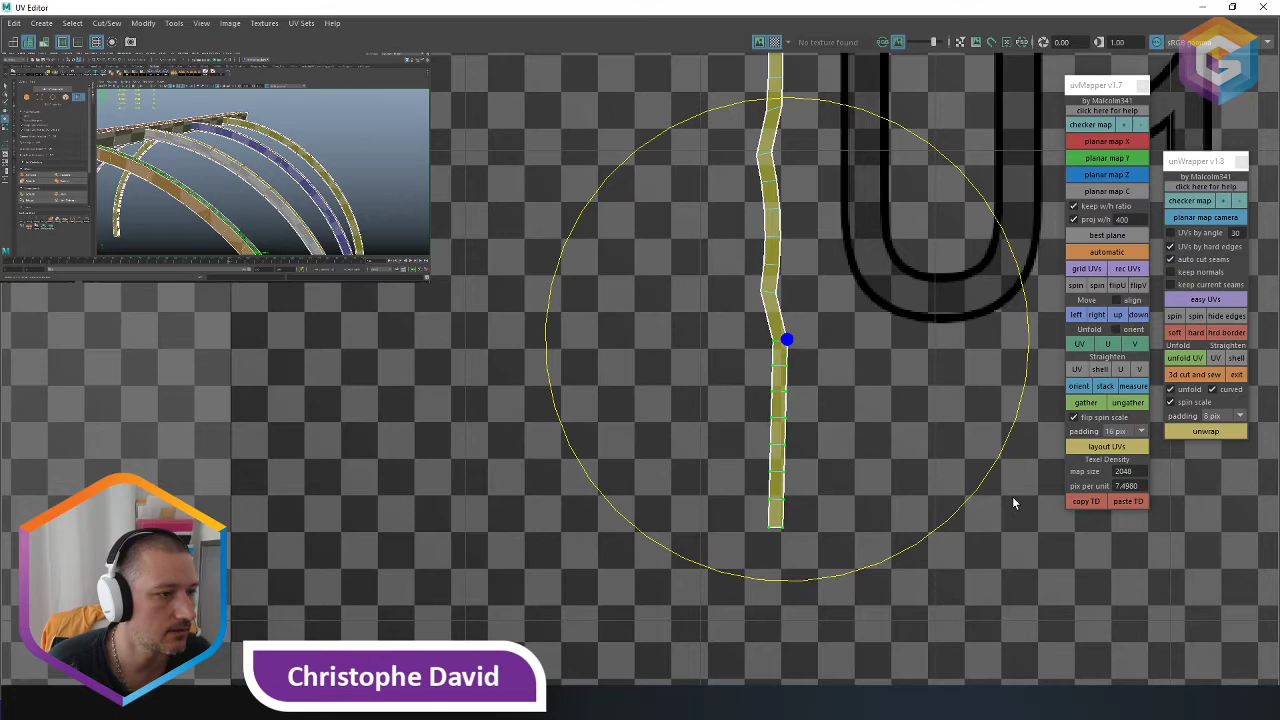 UV Editor
Edit Create Select Cut/Sew Modify Tools View Image Textures UV Sets Help
No texture found
0.00
1.00
sRGB gamma
uvMapper v1.7
by Malcolm341
click here for help
checker map + -
planar map X
planar map Y
planar map Z
planar map C
keep w/h ratio
proj w/h 400
best plane
automatic
grid UVs rec UVs
spin spin flipU flipV
Move align
left right up down
Unfold orient
UV U V
Straighten
UV shell U V
orient stack measure
gather ungather
flip spin scale
padding 16 pix
layout UVs
Texel Density
map size 2048
pix per unit 7.4980
copy TD paste TD
unWrapper v1.8
by Malcolm341
click here for help
checker map + -
planar map camera
UVs by angle 30
UVs by hard edges
auto cut seams
keep normals
keep current seams
easy UVs
spin spin hide edges
soft hard hrd border
Unfold Straighten
unfold UV UV shell
3d cut and sew exit
unfold curved
spin scale
padding 8 pix
unwrap
G
Christophe David